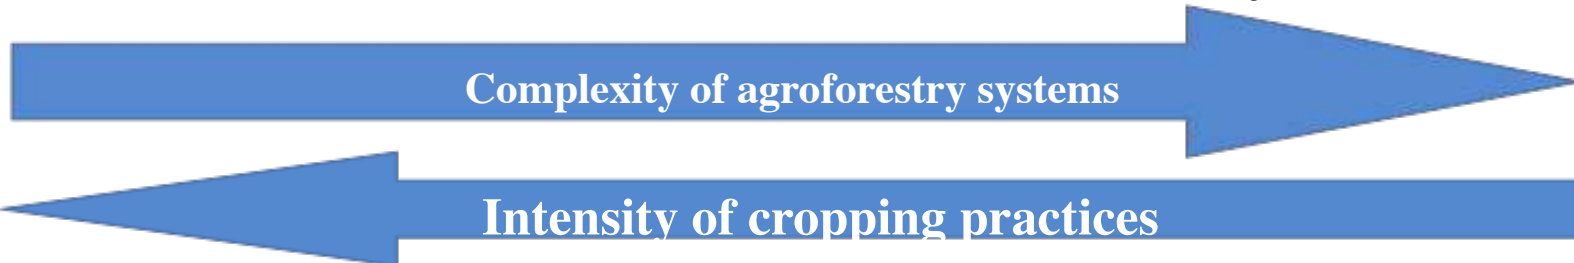 Complexity of agroforestry systems
Intensity of cropping practices